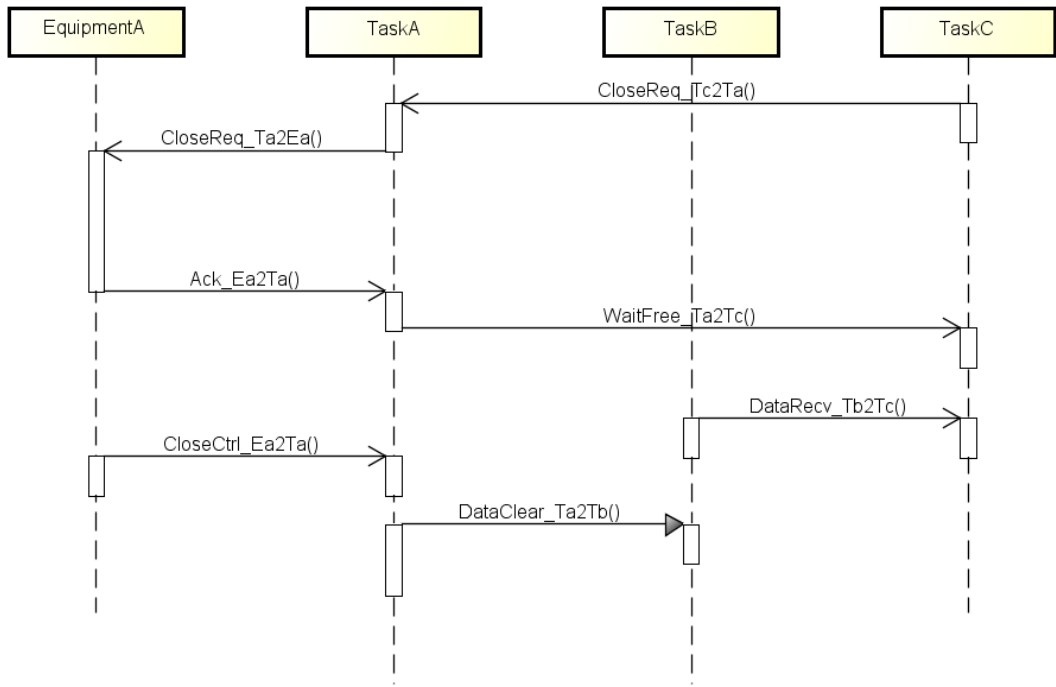 EquipmentA
TaskA
TaskB
TaskC
CloseReq_Tc2Ta()
CloseReq_Ta2Ea()
Ack_Ea2Ta()
WaitFree_Ta2Tc()
DataRecv_Tb2Tc()
CloseCtrl_Ea2Ta()
DataClear_Ta2Tb()